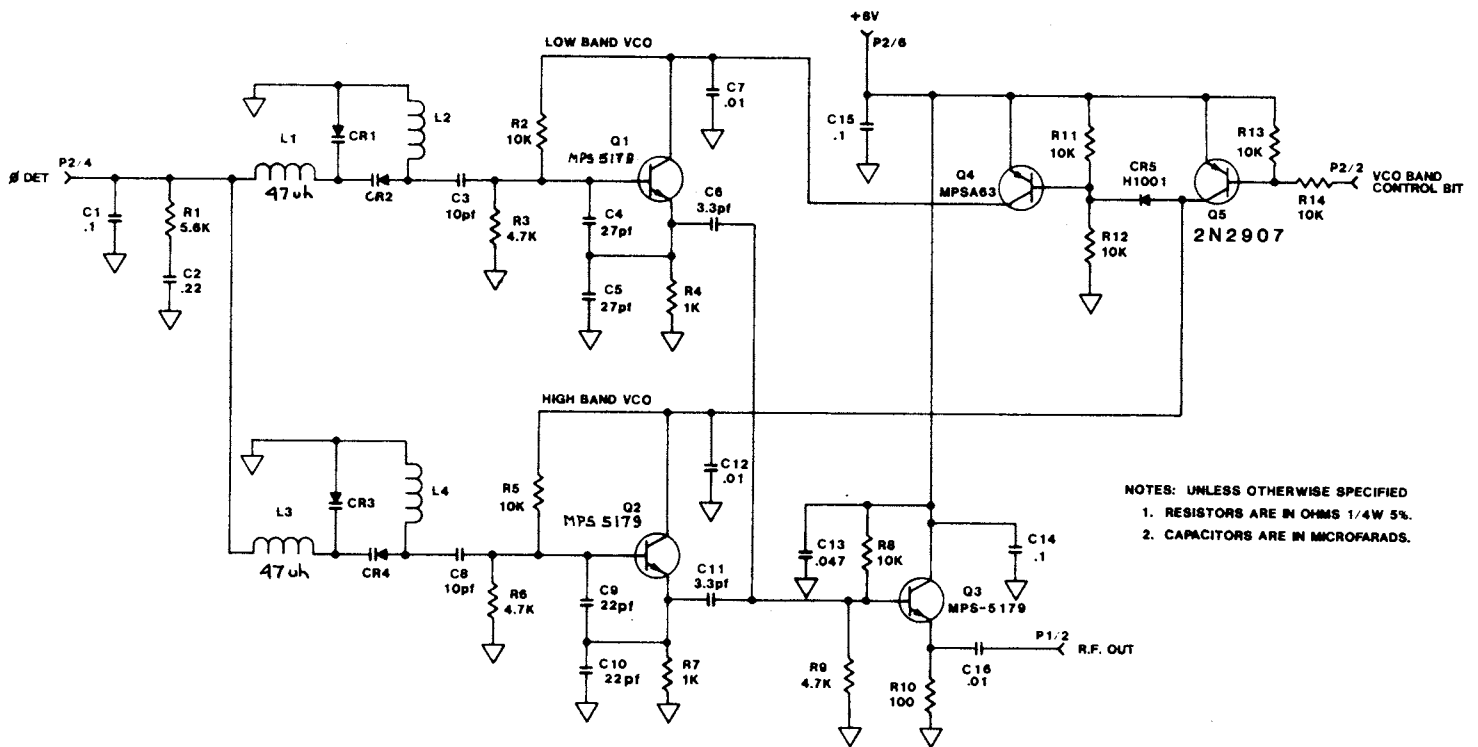 +8V
P2/6
LOW BAND VCO
C7
.01
L2
CR1
L1
47uh
CR2
Ø DET
P2/4
C1
.1
R1
5.6K
C2
.22
R2
10K
Q1
MPS 5179
C3
10pf
R3
4.7K
C4
27pf
C5
27pf
C6
3.3pf
R4
1K
C15
.1
Q4
MPSA63
R11
10K
CR5
H1001
R12
10K
R13
10K
Q5
2N2907
R14
10K
P2/2
VCO BAND
CONTROL BIT
HIGH BAND VCO
C12
.01
L4
CR3
L3
47uh
CR4
R5
10K
Q2
MPS 5179
C8
10pf
R6
4.7K
C9
22pf
C10
22pf
C11
3.3pf
R7
1K
C13
.047
R8
10K
C14
.1
Q3
MPS-5179
R9
4.7K
R10
100
C16
.01
P1/2
R.F. OUT
NOTES: UNLESS OTHERWISE SPECIFIED
1. RESISTORS ARE IN OHMS 1/4W 5%.
2. CAPACITORS ARE IN MICROFARADS.